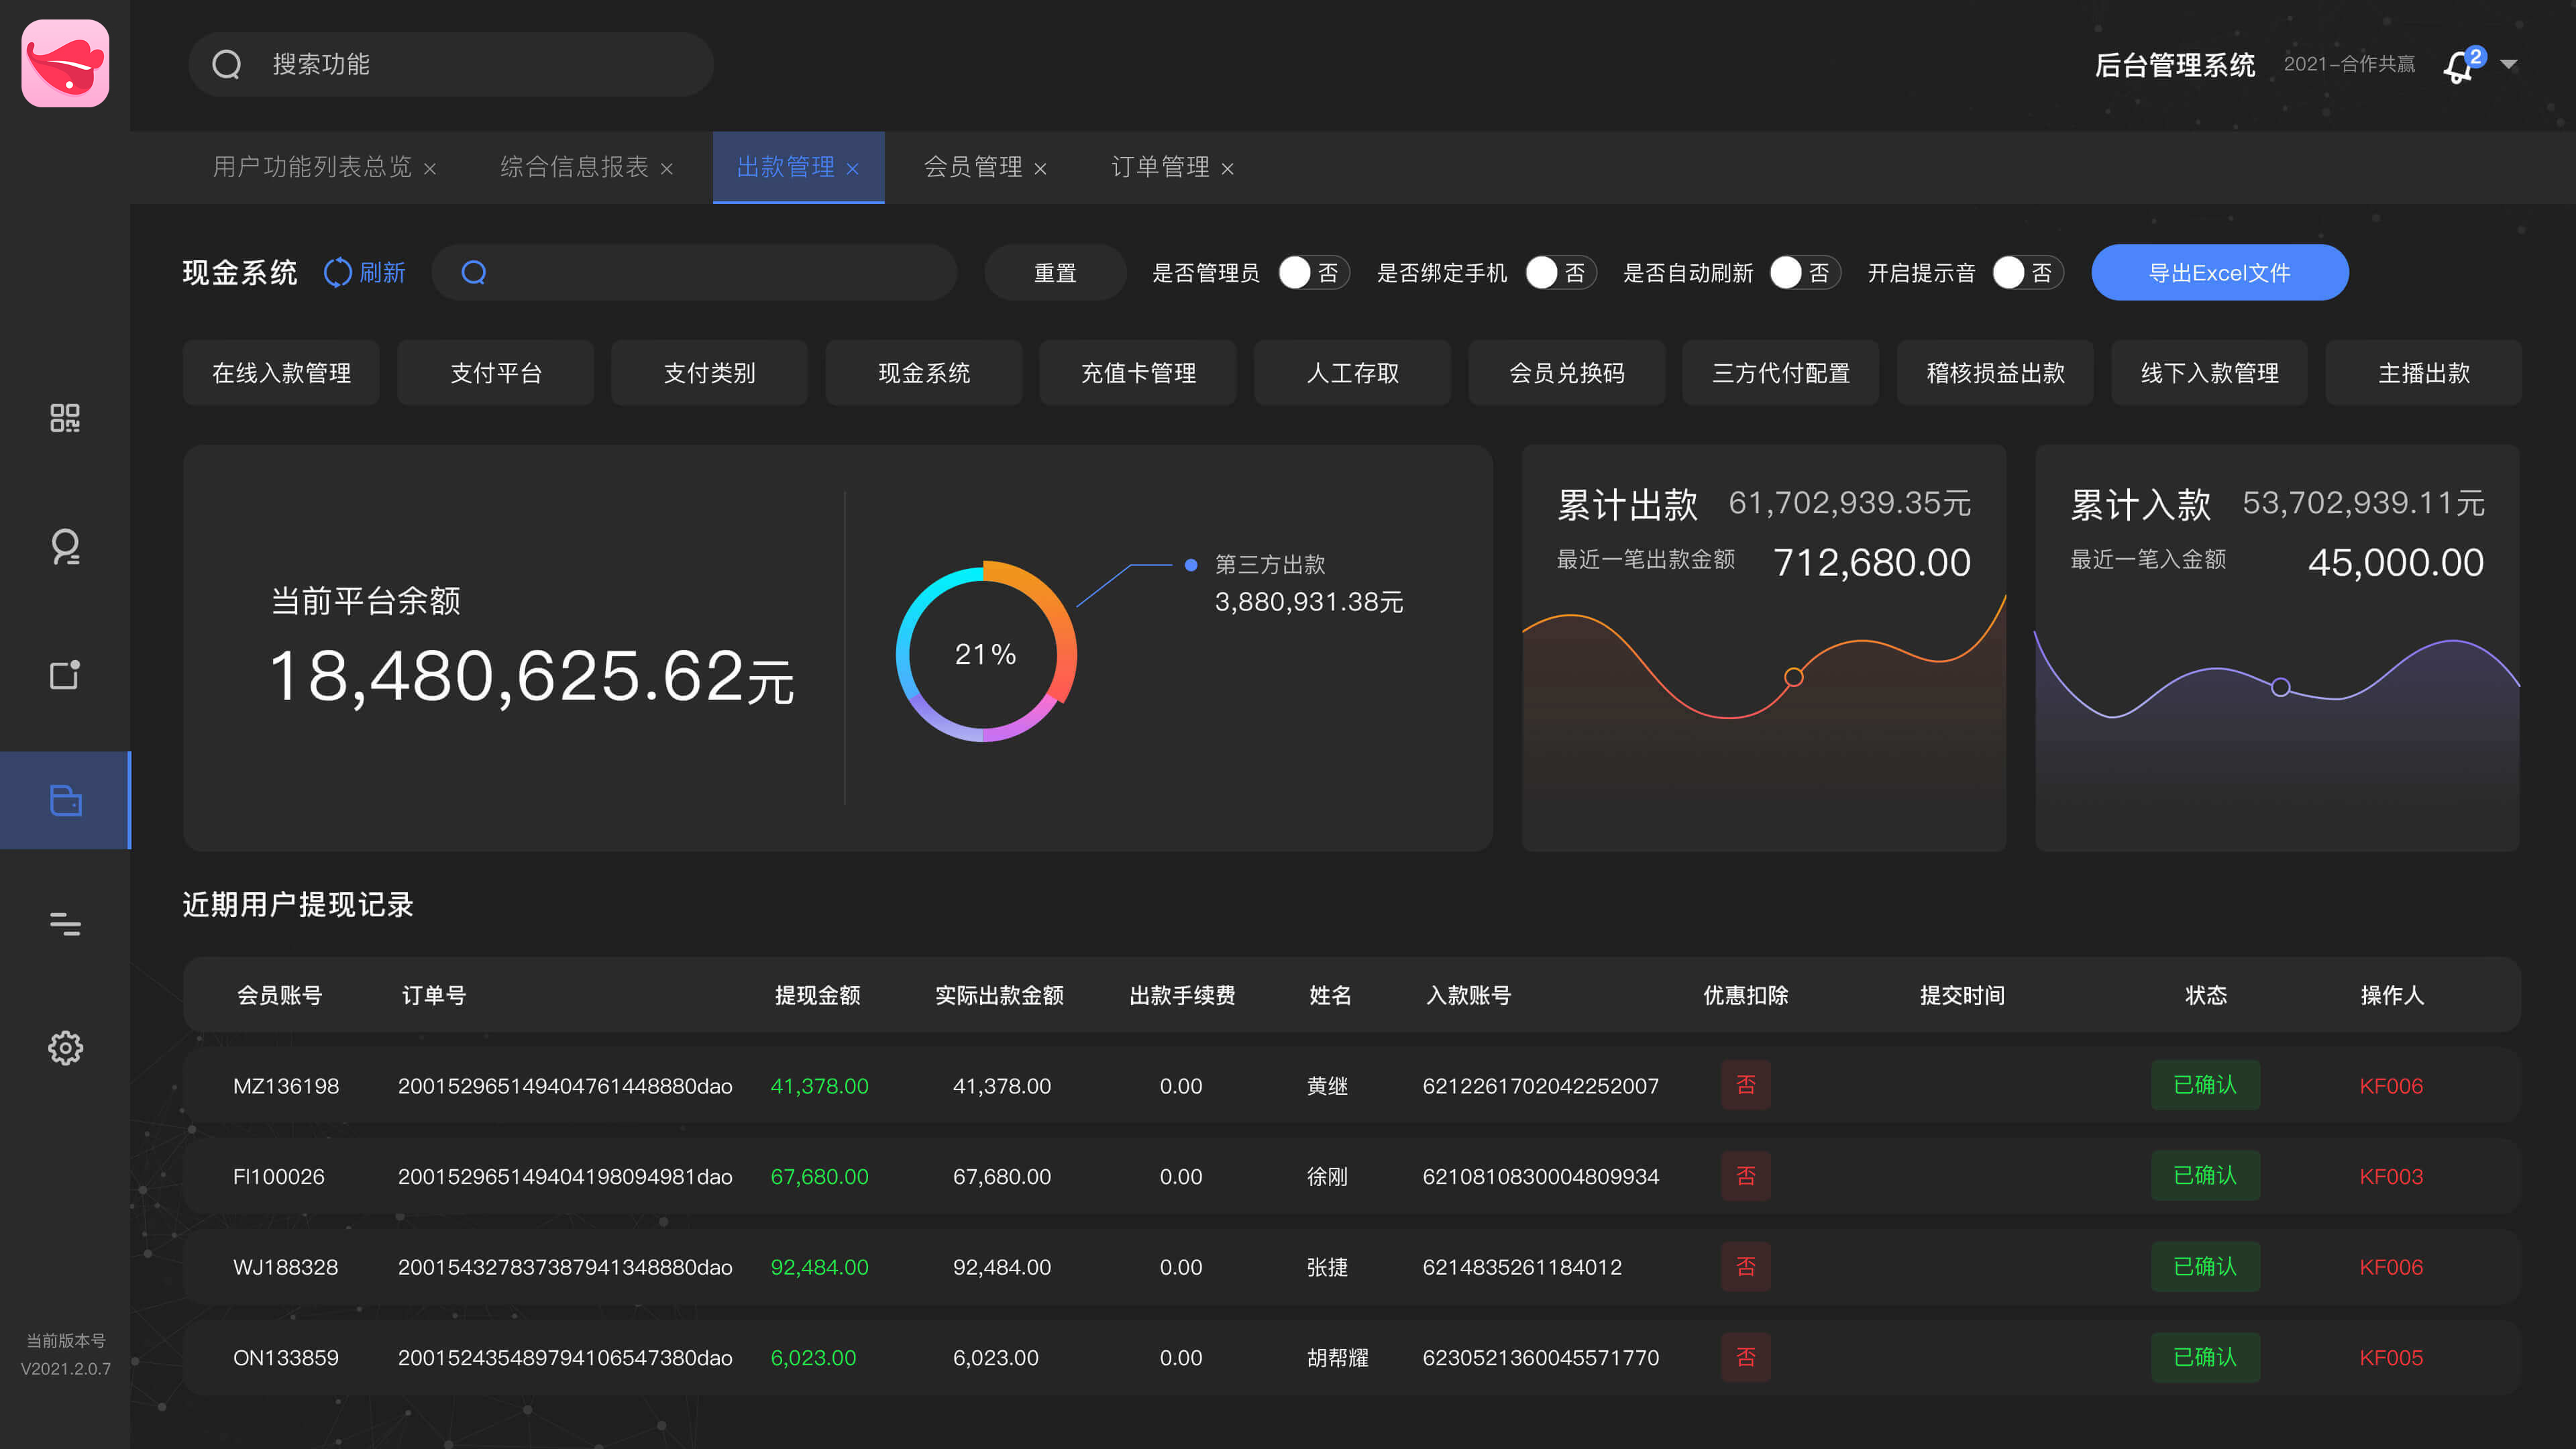 搜索功能
后台管理系统 2021-合作共赢 2
用户功能列表总览 × 综合信息报表 × 出款管理 × 会员管理 × 订单管理 ×
现金系统 刷新 重置 是否管理员 否 是否绑定手机 否 是否自动刷新 否 开启提示音 否 导出Excel文件
在线入款管理 支付平台 支付类别 现金系统 充值卡管理 人工存取 会员兑换码 三方代付配置 稽核损益出款 线下入款管理 主播出款
当前平台余额
18,480,625.62元
21%
第三方出款
3,880,931.38元
累计出款 61,702,939.35元
最近一笔出款金额 712,680.00
累计入款 53,702,939.11元
最近一笔入金额 45,000.00
近期用户提现记录
会员账号 订单号 提现金额 实际出款金额 出款手续费 姓名 入款账号 优惠扣除 提交时间 状态 操作人
MZ136198 200152965149404761448880dao 41,378.00 41,378.00 0.00 黄继 6212261702042252007 否 已确认 KF006
FI100026 200152965149404198094981dao 67,680.00 67,680.00 0.00 徐刚 6210810830004809934 否 已确认 KF003
WJ188328 200154327837387941348880dao 92,484.00 92,484.00 0.00 张捷 6214835261184012 否 已确认 KF006
ON133859 200152435489794106547380dao 6,023.00 6,023.00 0.00 胡帮耀 6230521360045571770 否 已确认 KF005
当前版本号
V2021.2.0.7